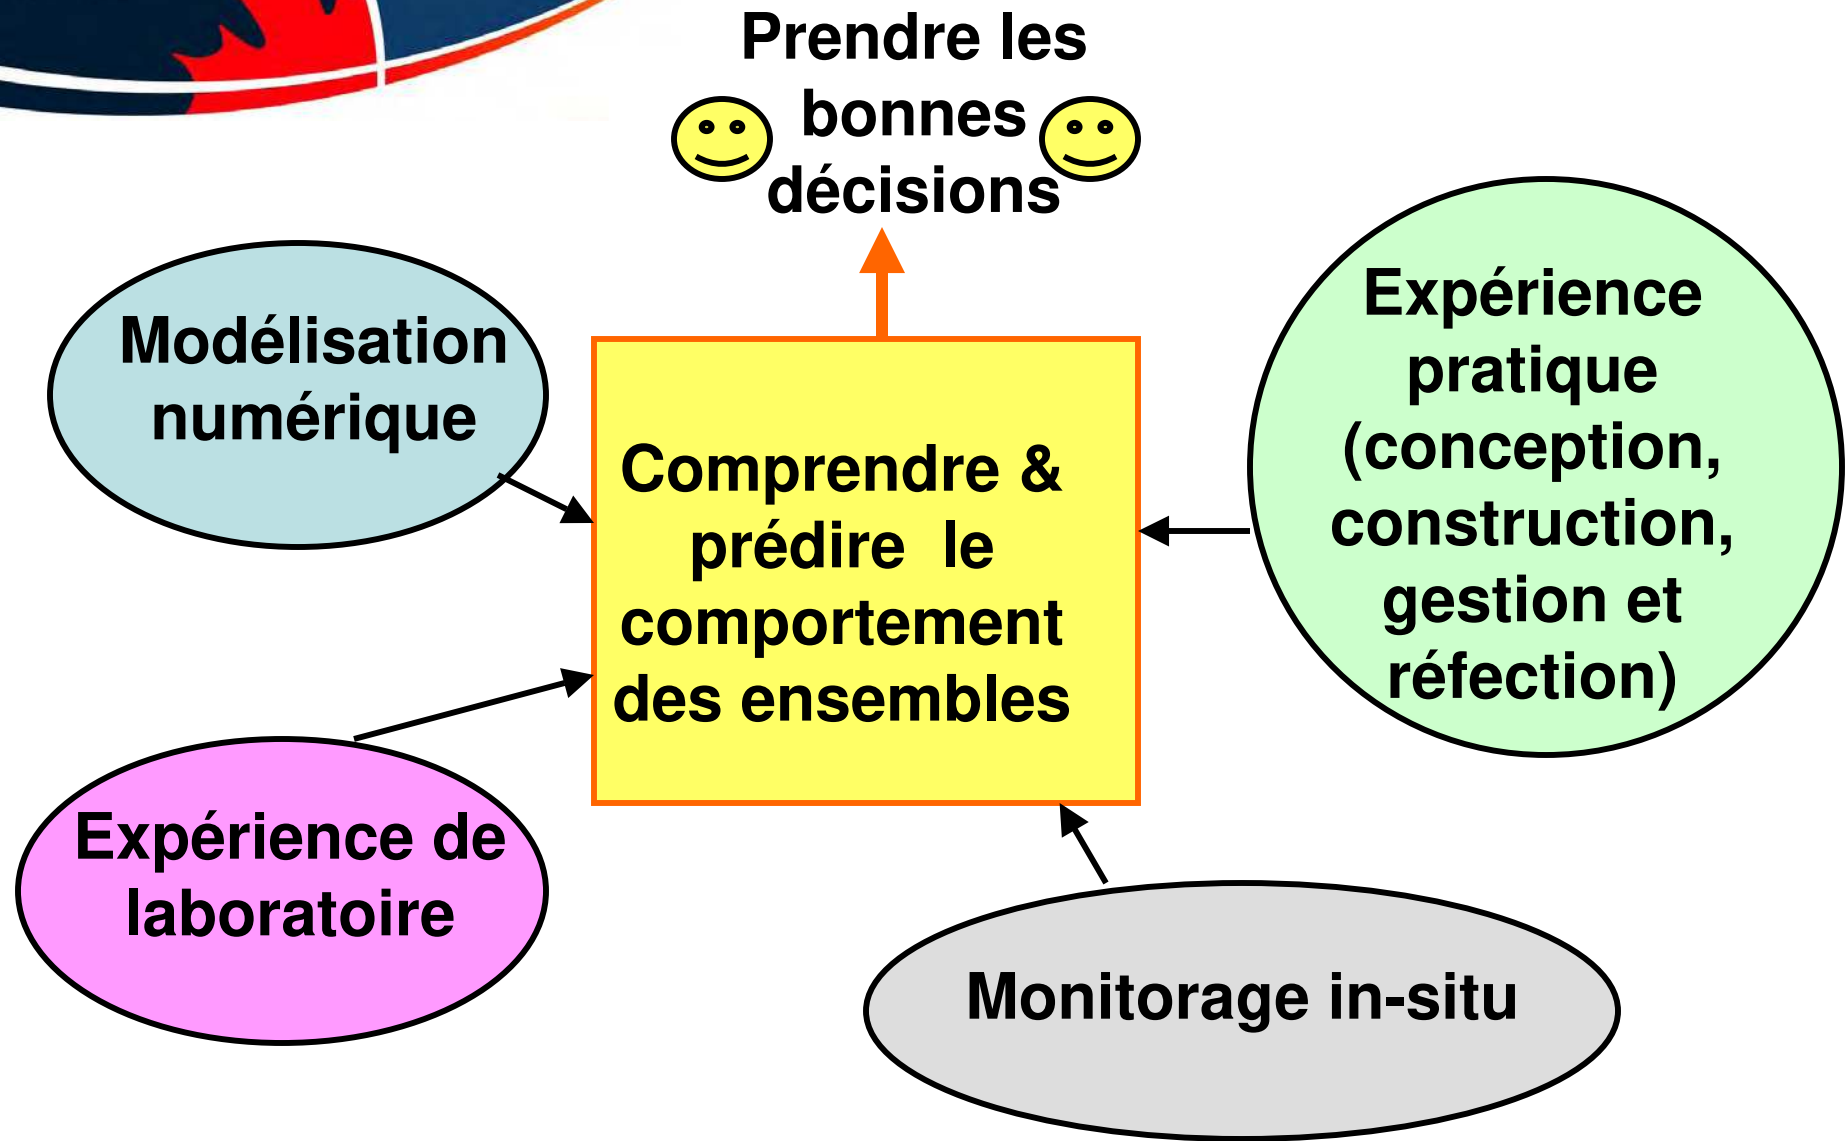 Prendre les
bonnes
décisions
Modélisation
numérique
Comprendre &
prédire le
comportement
des ensembles
Expérience
pratique
(conception,
construction,
gestion et
réfection)
Expérience de
laboratoire
Monitorage in-situ